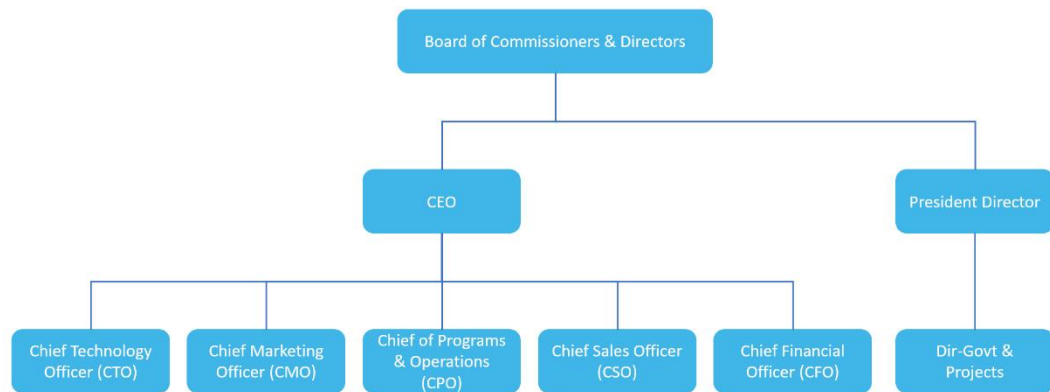 Board of Commissioners & Directors
CEO
President Director
Chief Technology
Officer (CTO)
Chief Marketing
Officer (CMO)
Chief of Programs
& Operations
(CPO)
Chief Sales Officer
(CSO)
Chief Financial
Officer (CFO)
Dir-Govt &
Projects